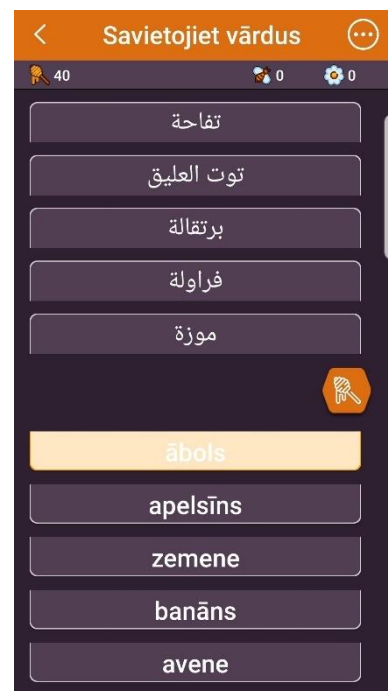 Savietojiet vārdus
40 0 0
تفاحة
توت العليق
برتقالة
فراولة
موزة
ābols
apelsīns
zemene
banāns
avene